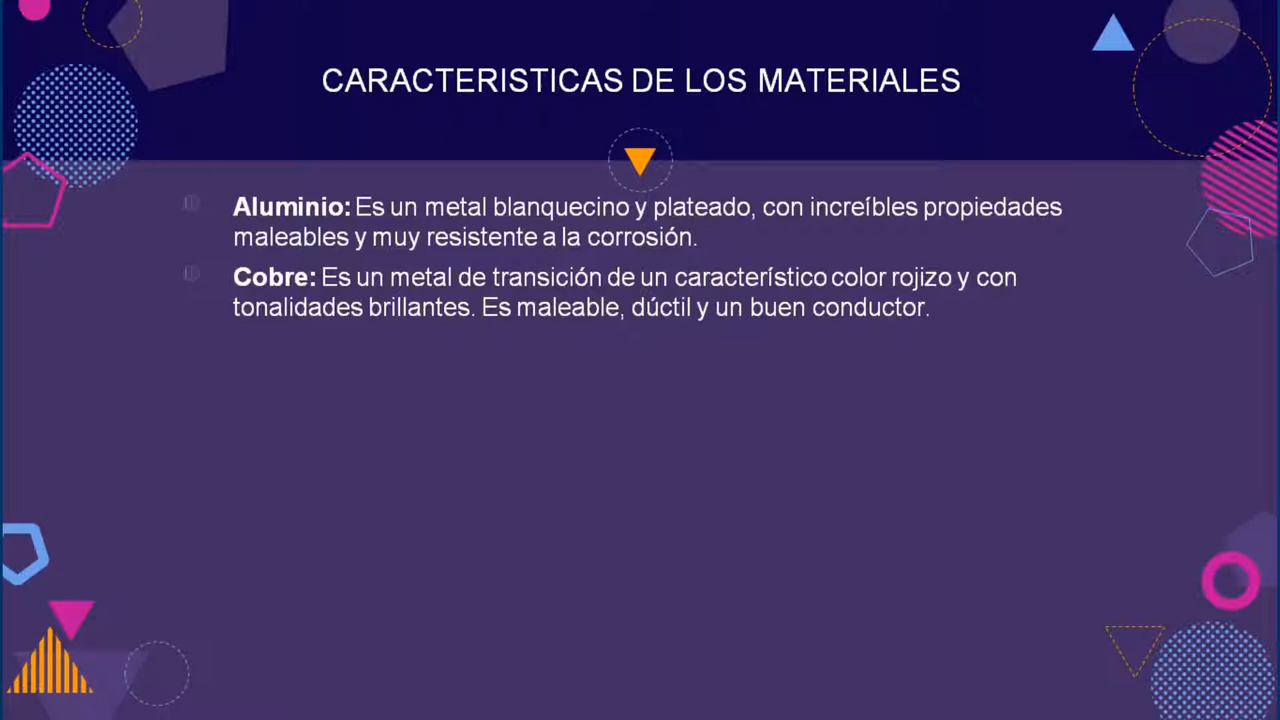 CARACTERISTICAS DE LOS MATERIALES
Aluminio: Es un metal blanquecino y plateado, con increíbles propiedades
maleables y muy resistente a la corrosión.
Cobre: Es un metal de transición de un característico color rojizo y con
tonalidades brillantes. Es maleable, dúctil y un buen conductor.